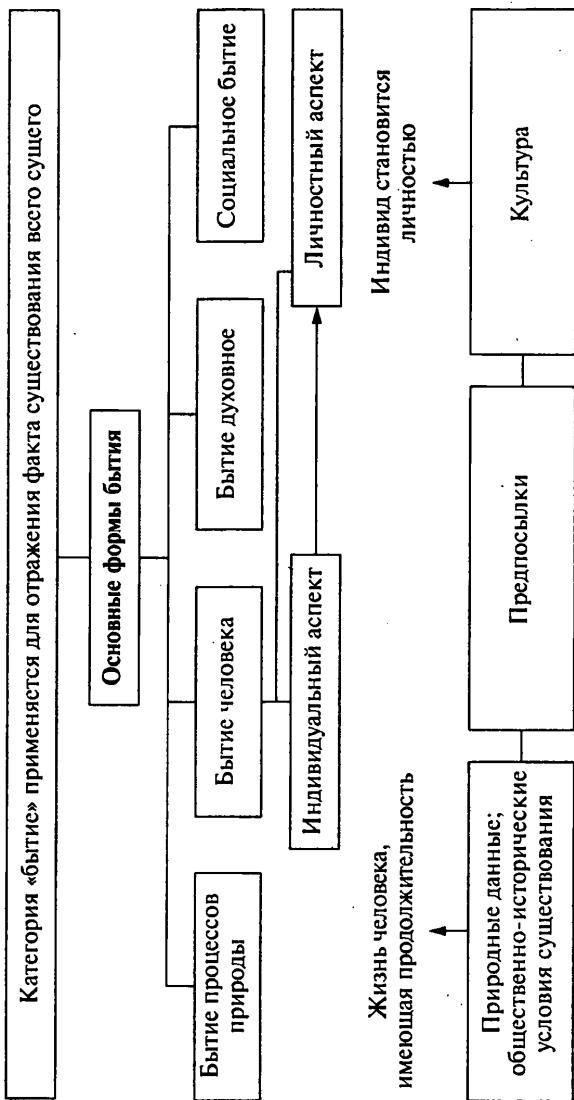 Категория «бытие» применяется для отражения факта существования всего сущего
Основные формы бытия
Бытие процессов
природы
Бытие человека
Бытие духовное
Социальное бытие
Индивидуальный аспект
Личностный аспект
Жизнь человека,
имеющая продолжительность
Индивид становится
личностью
Природные данные;
общественно-исторические
условия существования
Предпосылки
Культура